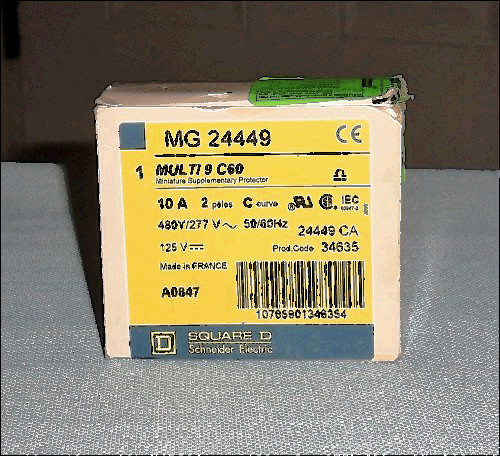 MG 24449
CE
1 MULTI 9 C60
Miniature Supplementary Protector
10 A 2 poles C curve IEC
480Y/277 V~ 50/60Hz
24449 CA
125 V
Prod.Code 34635
Made in FRANCE
A0847
SQUARE D
Schneider Electric